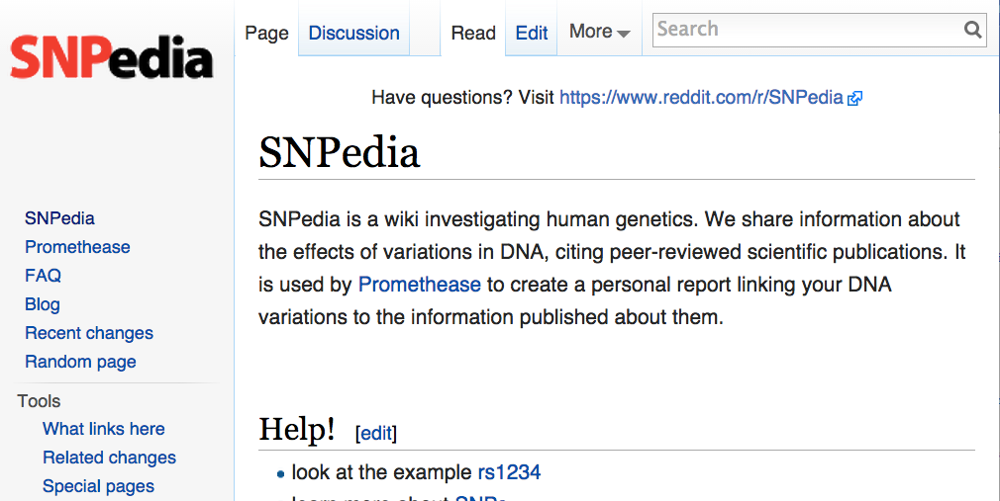 SNPedia
Page Discussion Read Edit More Search
Have questions? Visit https://www.reddit.com/r/SNPedia
SNPedia
SNPedia is a wiki investigating human genetics. We share information about
the effects of variations in DNA, citing peer-reviewed scientific publications. It
is used by Promethease to create a personal report linking your DNA
variations to the information published about them.
Help! [edit]
look at the example rs1234
learn more about SNPs
SNPedia
Promethease
FAQ
Blog
Recent changes
Random page
Tools
What links here
Related changes
Special pages